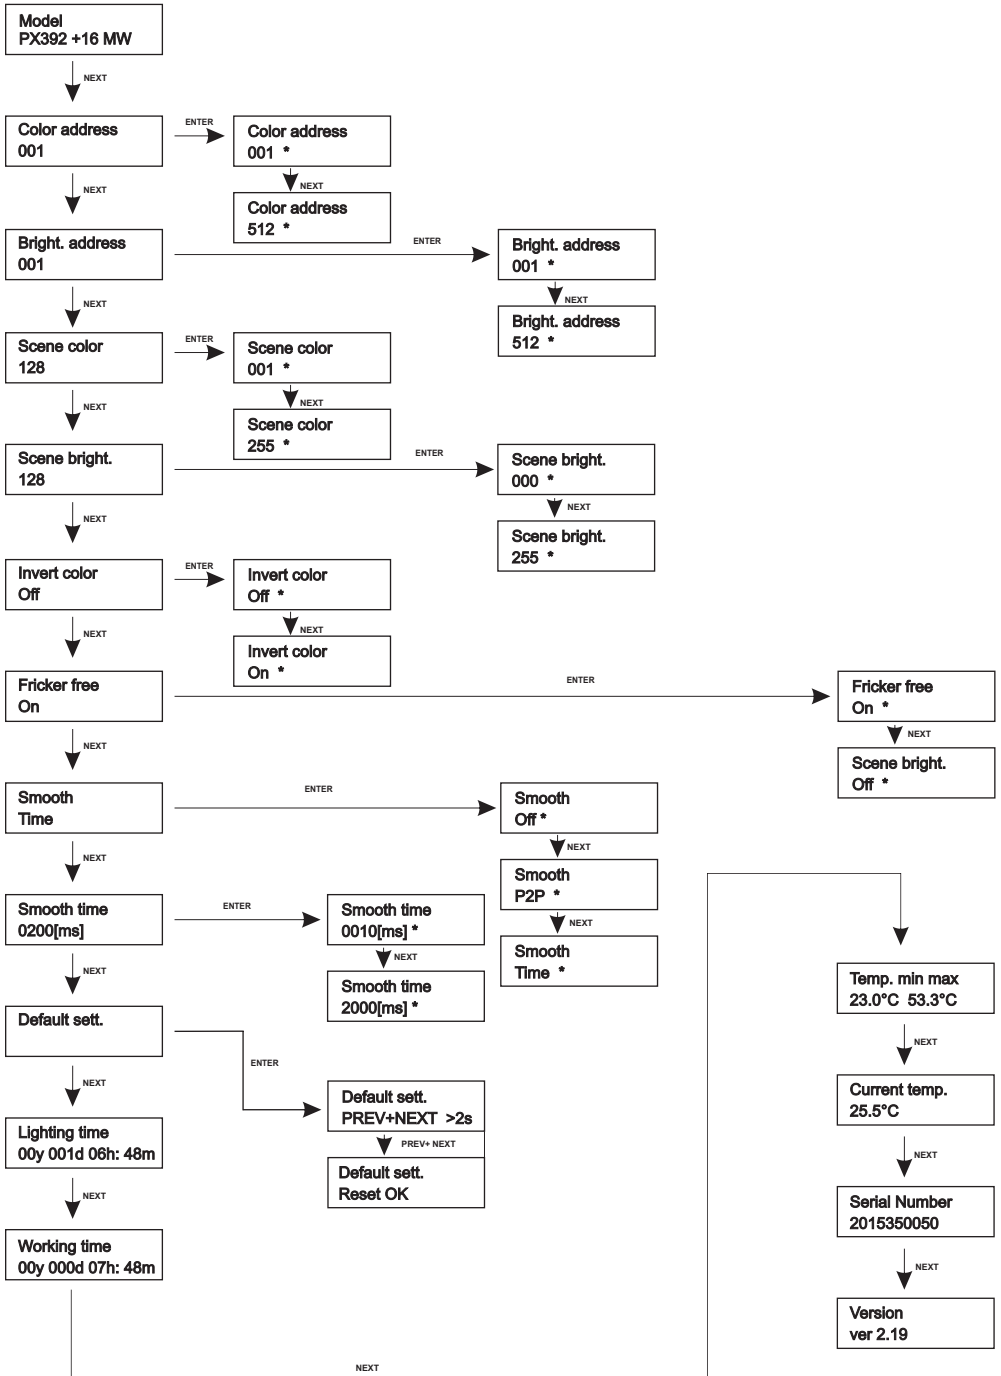 Model
PX392 +16 MW
NEXT
Color address
001
ENTER
Color address
001 *
NEXT
Color address
512 *
NEXT
Bright. address
001
ENTER
Bright. address
001 *
NEXT
Bright. address
512 *
NEXT
Scene color
128
ENTER
Scene color
001 *
NEXT
Scene color
255 *
NEXT
Scene bright.
128
ENTER
Scene bright.
000 *
NEXT
Scene bright.
255 *
NEXT
Invert color
Off
ENTER
Invert color
Off *
NEXT
Invert color
On *
NEXT
Fricker free
On
ENTER
Fricker free
On *
NEXT
Scene bright.
Off *
NEXT
Smooth
Time
ENTER
Smooth
Off *
NEXT
Smooth
P2P *
NEXT
Smooth
Time *
NEXT
Smooth time
0200[ms]
ENTER
Smooth time
0010[ms] *
NEXT
Smooth time
2000[ms] *
NEXT
Default sett.
ENTER
Default sett.
PREV+NEXT >2s
PREV+ NEXT
Default sett.
Reset OK
NEXT
Lighting time
00y 001d 06h: 48m
NEXT
Working time
00y 000d 07h: 48m
NEXT
Temp. min max
23.0°C 53.3°C
NEXT
Current temp.
25.5°C
NEXT
Serial Number
2015350050
NEXT
Version
ver 2.19